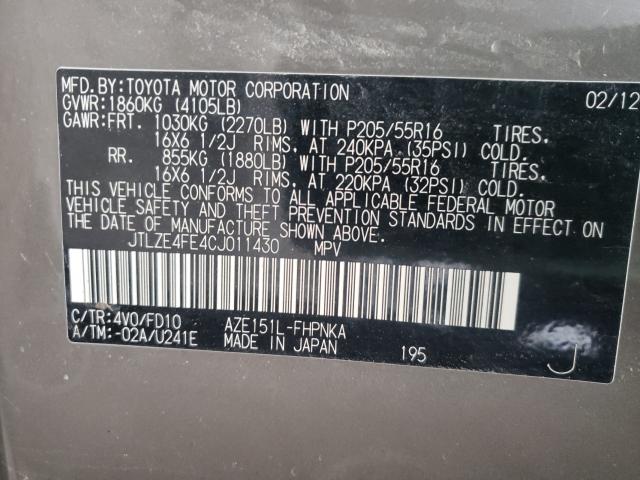 MFD.BY:TOYOTA MOTOR CORPORATION 02/12
GVWR:1860KG (4105LB)
GAWR:FRT. 1030KG (2270LB) WITH P205/55R16 TIRES.
16X6 1/2J RIMS. AT 240KPA.(35PSI) COLD.
RR. 855KG (1880LB) WITH P205/55R16 TIRES.
16X6 1/2J RIMS. AT 220KPA (32PSI) COLD.
THIS VEHICLE CONFORMS TO ALL APPLICABLE FEDERAL MOTOR
VEHICLE SAFETY AND THEFT PREVENTION STANDARDS IN EFFECT ON
THE DATE OF MANUFACTURE SHOWN ABOVE.
JTLZE4FE4CJ011430 MPV
C/TR:4V0/FD10 AZE151L-FHPNKA
A/TM:-02A/U241E MADE IN JAPAN 195 J